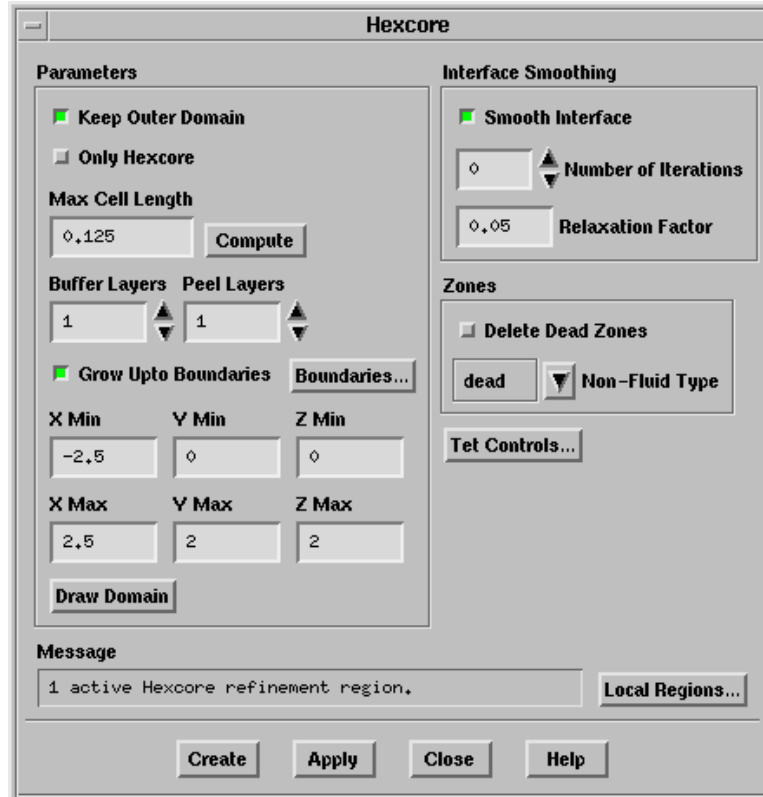 Hexcore
Parameters
Keep Outer Domain
Only Hexcore
Max Cell Length
0.125 Compute
Buffer Layers Peel Layers
1 1
Grow Upto Boundaries Boundaries...
X Min Y Min Z Min
-2.5 0 0
X Max Y Max Z Max
2.5 2 2
Draw Domain
Interface Smoothing
Smooth Interface
0 Number of Iterations
0.05 Relaxation Factor
Zones
Delete Dead Zones
dead Non-Fluid Type
Tet Controls...
Message
1 active Hexcore refinement region. Local Regions...
Create Apply Close Help